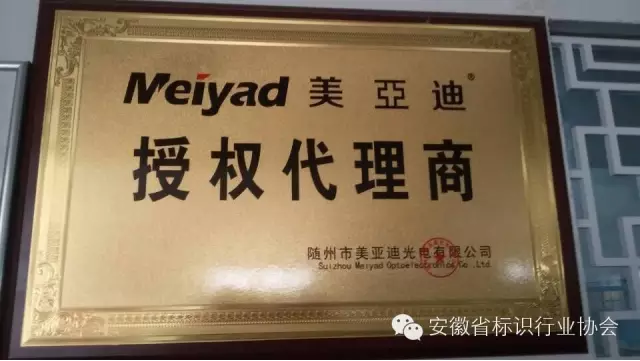 Meiyad 美亞迪®
授权代理商
随州市美亚迪光电有限公司
Suizhou Meiyad Optoelectronics Co.,Ltd
安徽省标识行业协会